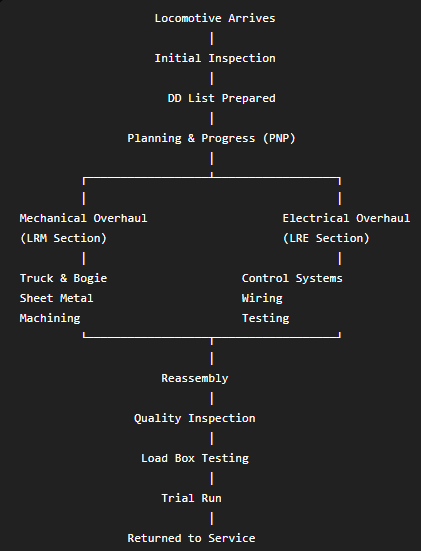 Locomotive Arrives
Initial Inspection
DD List Prepared
Planning & Progress (PNP)
Mechanical Overhaul
(LRM Section)
Truck & Bogie
Sheet Metal
Machining
Electrical Overhaul
(LRE Section)
Control Systems
Wiring
Testing
Reassembly
Quality Inspection
Load Box Testing
Trial Run
Returned to Service